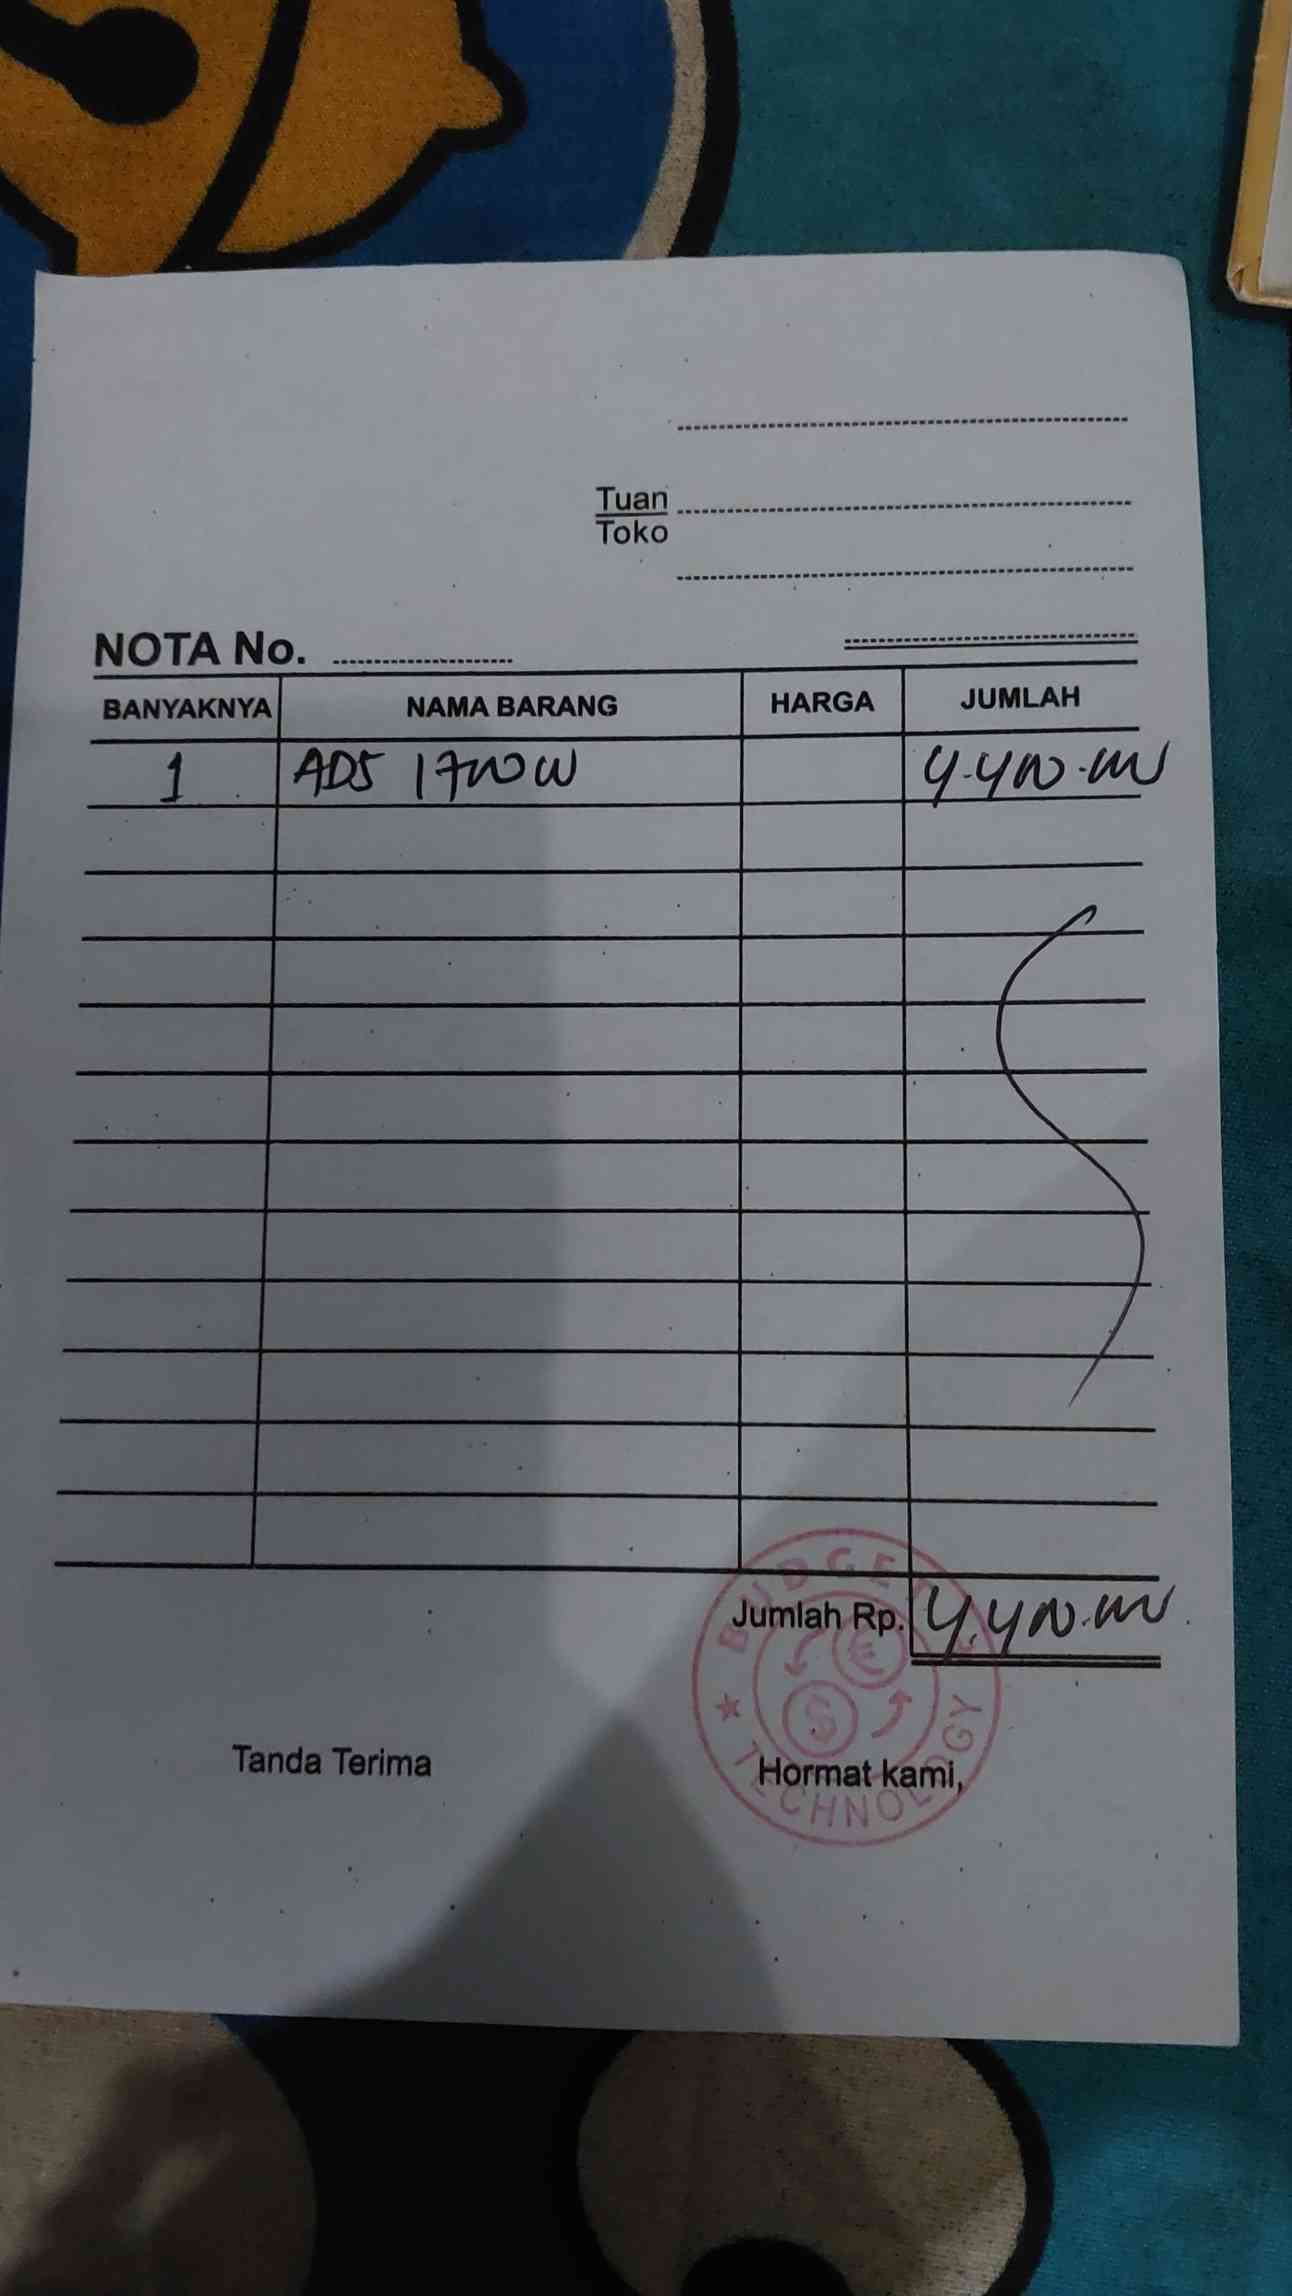 Tuan
Toko
NOTA No.
BANYAKNYA NAMA BARANG HARGA JUMLAH
1 ADS 1700W 4.400.000
Jumlah Rp. 4.400.000
Tanda Terima Hormat kami,
TECHNOLOGY